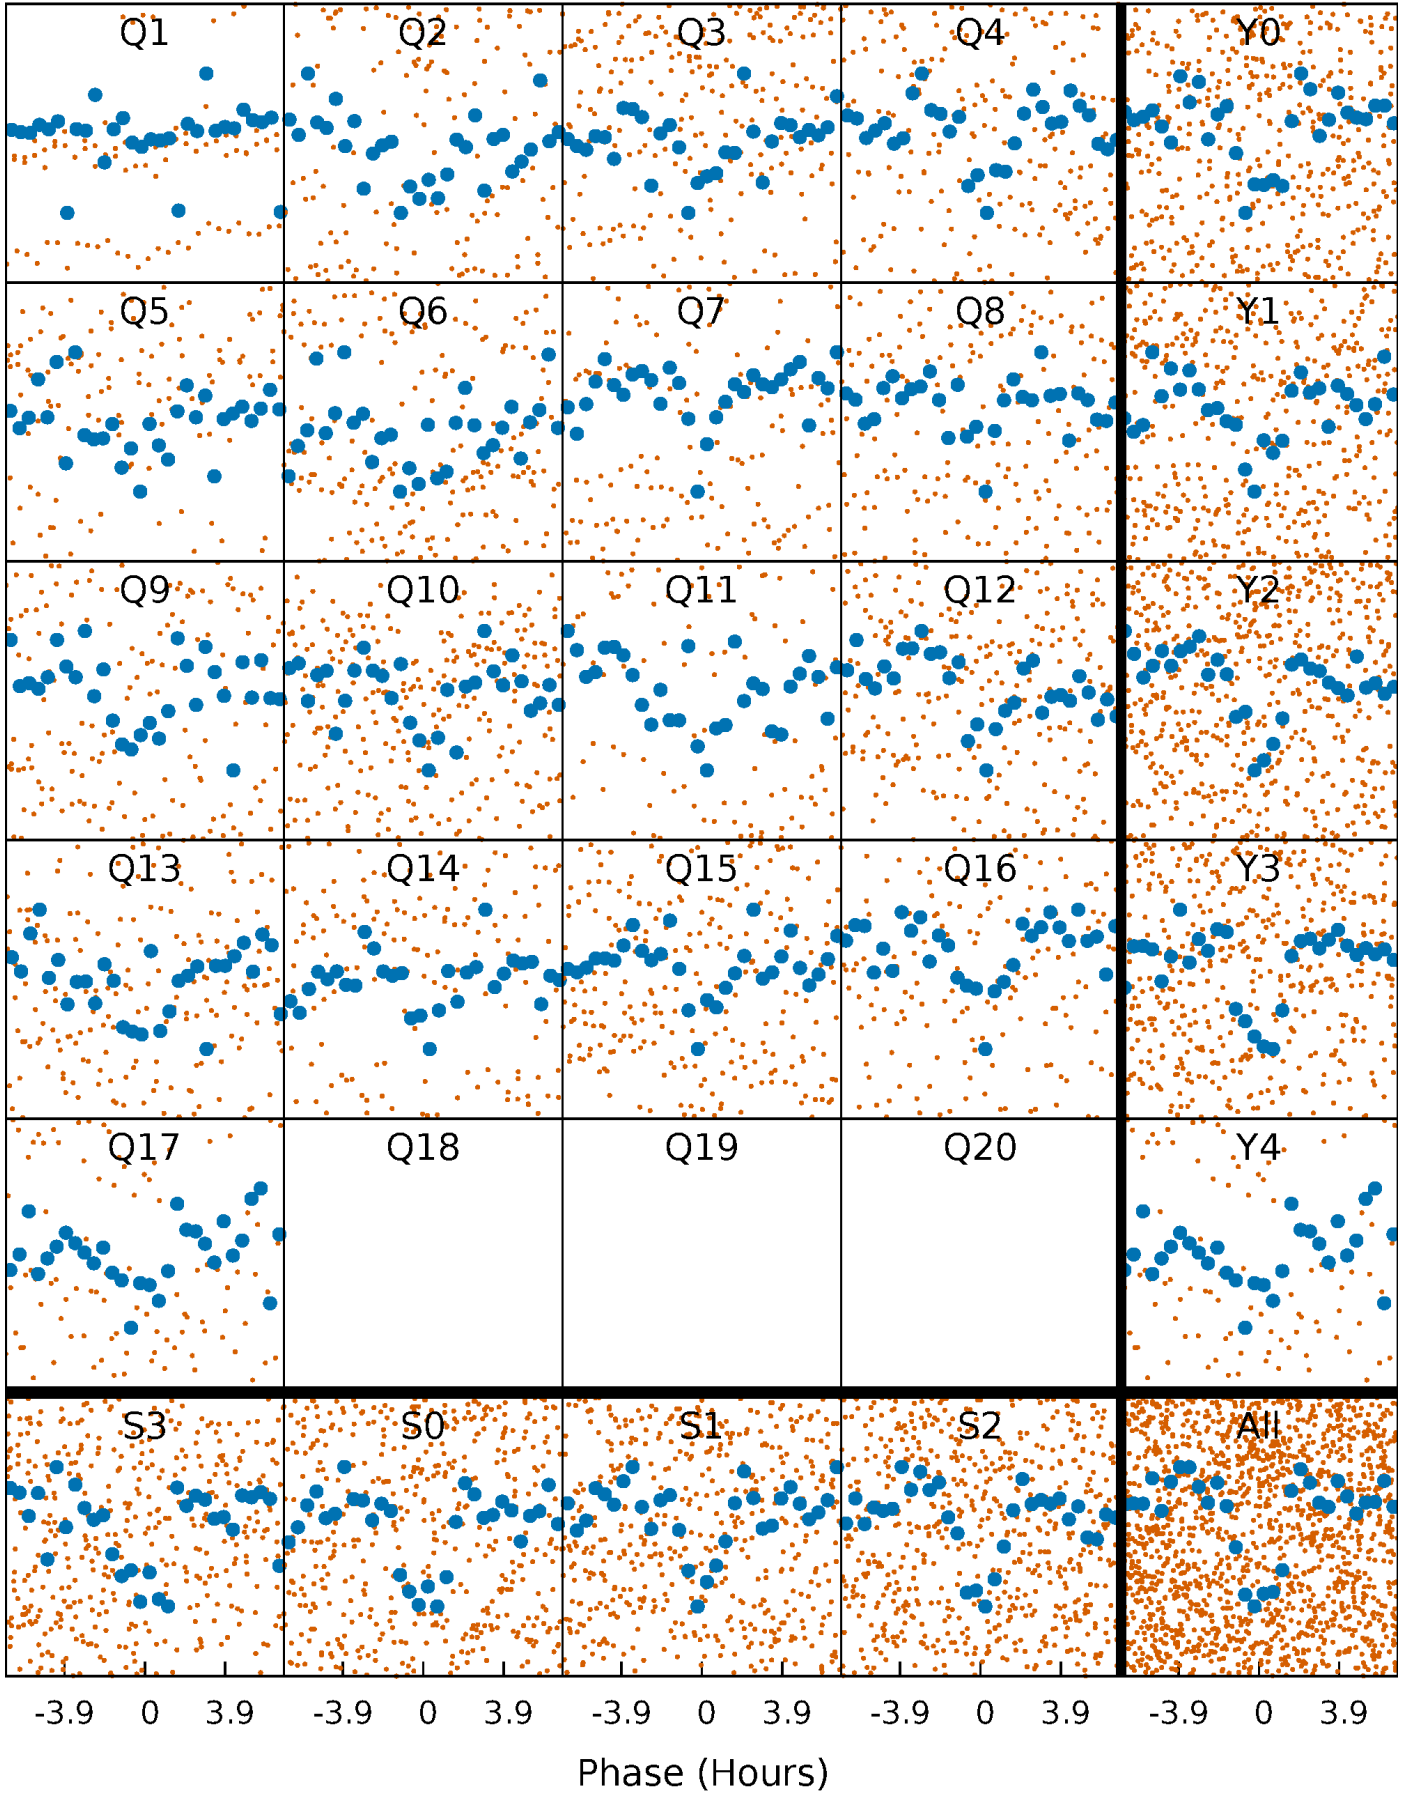 Q1 Q2 Q3 Q4 Y0
Q5 Q6 Q7 Q8 Y1
Q9 Q10 Q11 Q12 Y2
Q13 Q14 Q15 Q16 Y3
Q17 Q18 Q19 Q20 Y4
S3 S0 S1 S2 All
-3.9 0 3.9 -3.9 0 3.9 -3.9 0 3.9 -3.9 0 3.9 -3.9 0 3.9
Phase (Hours)